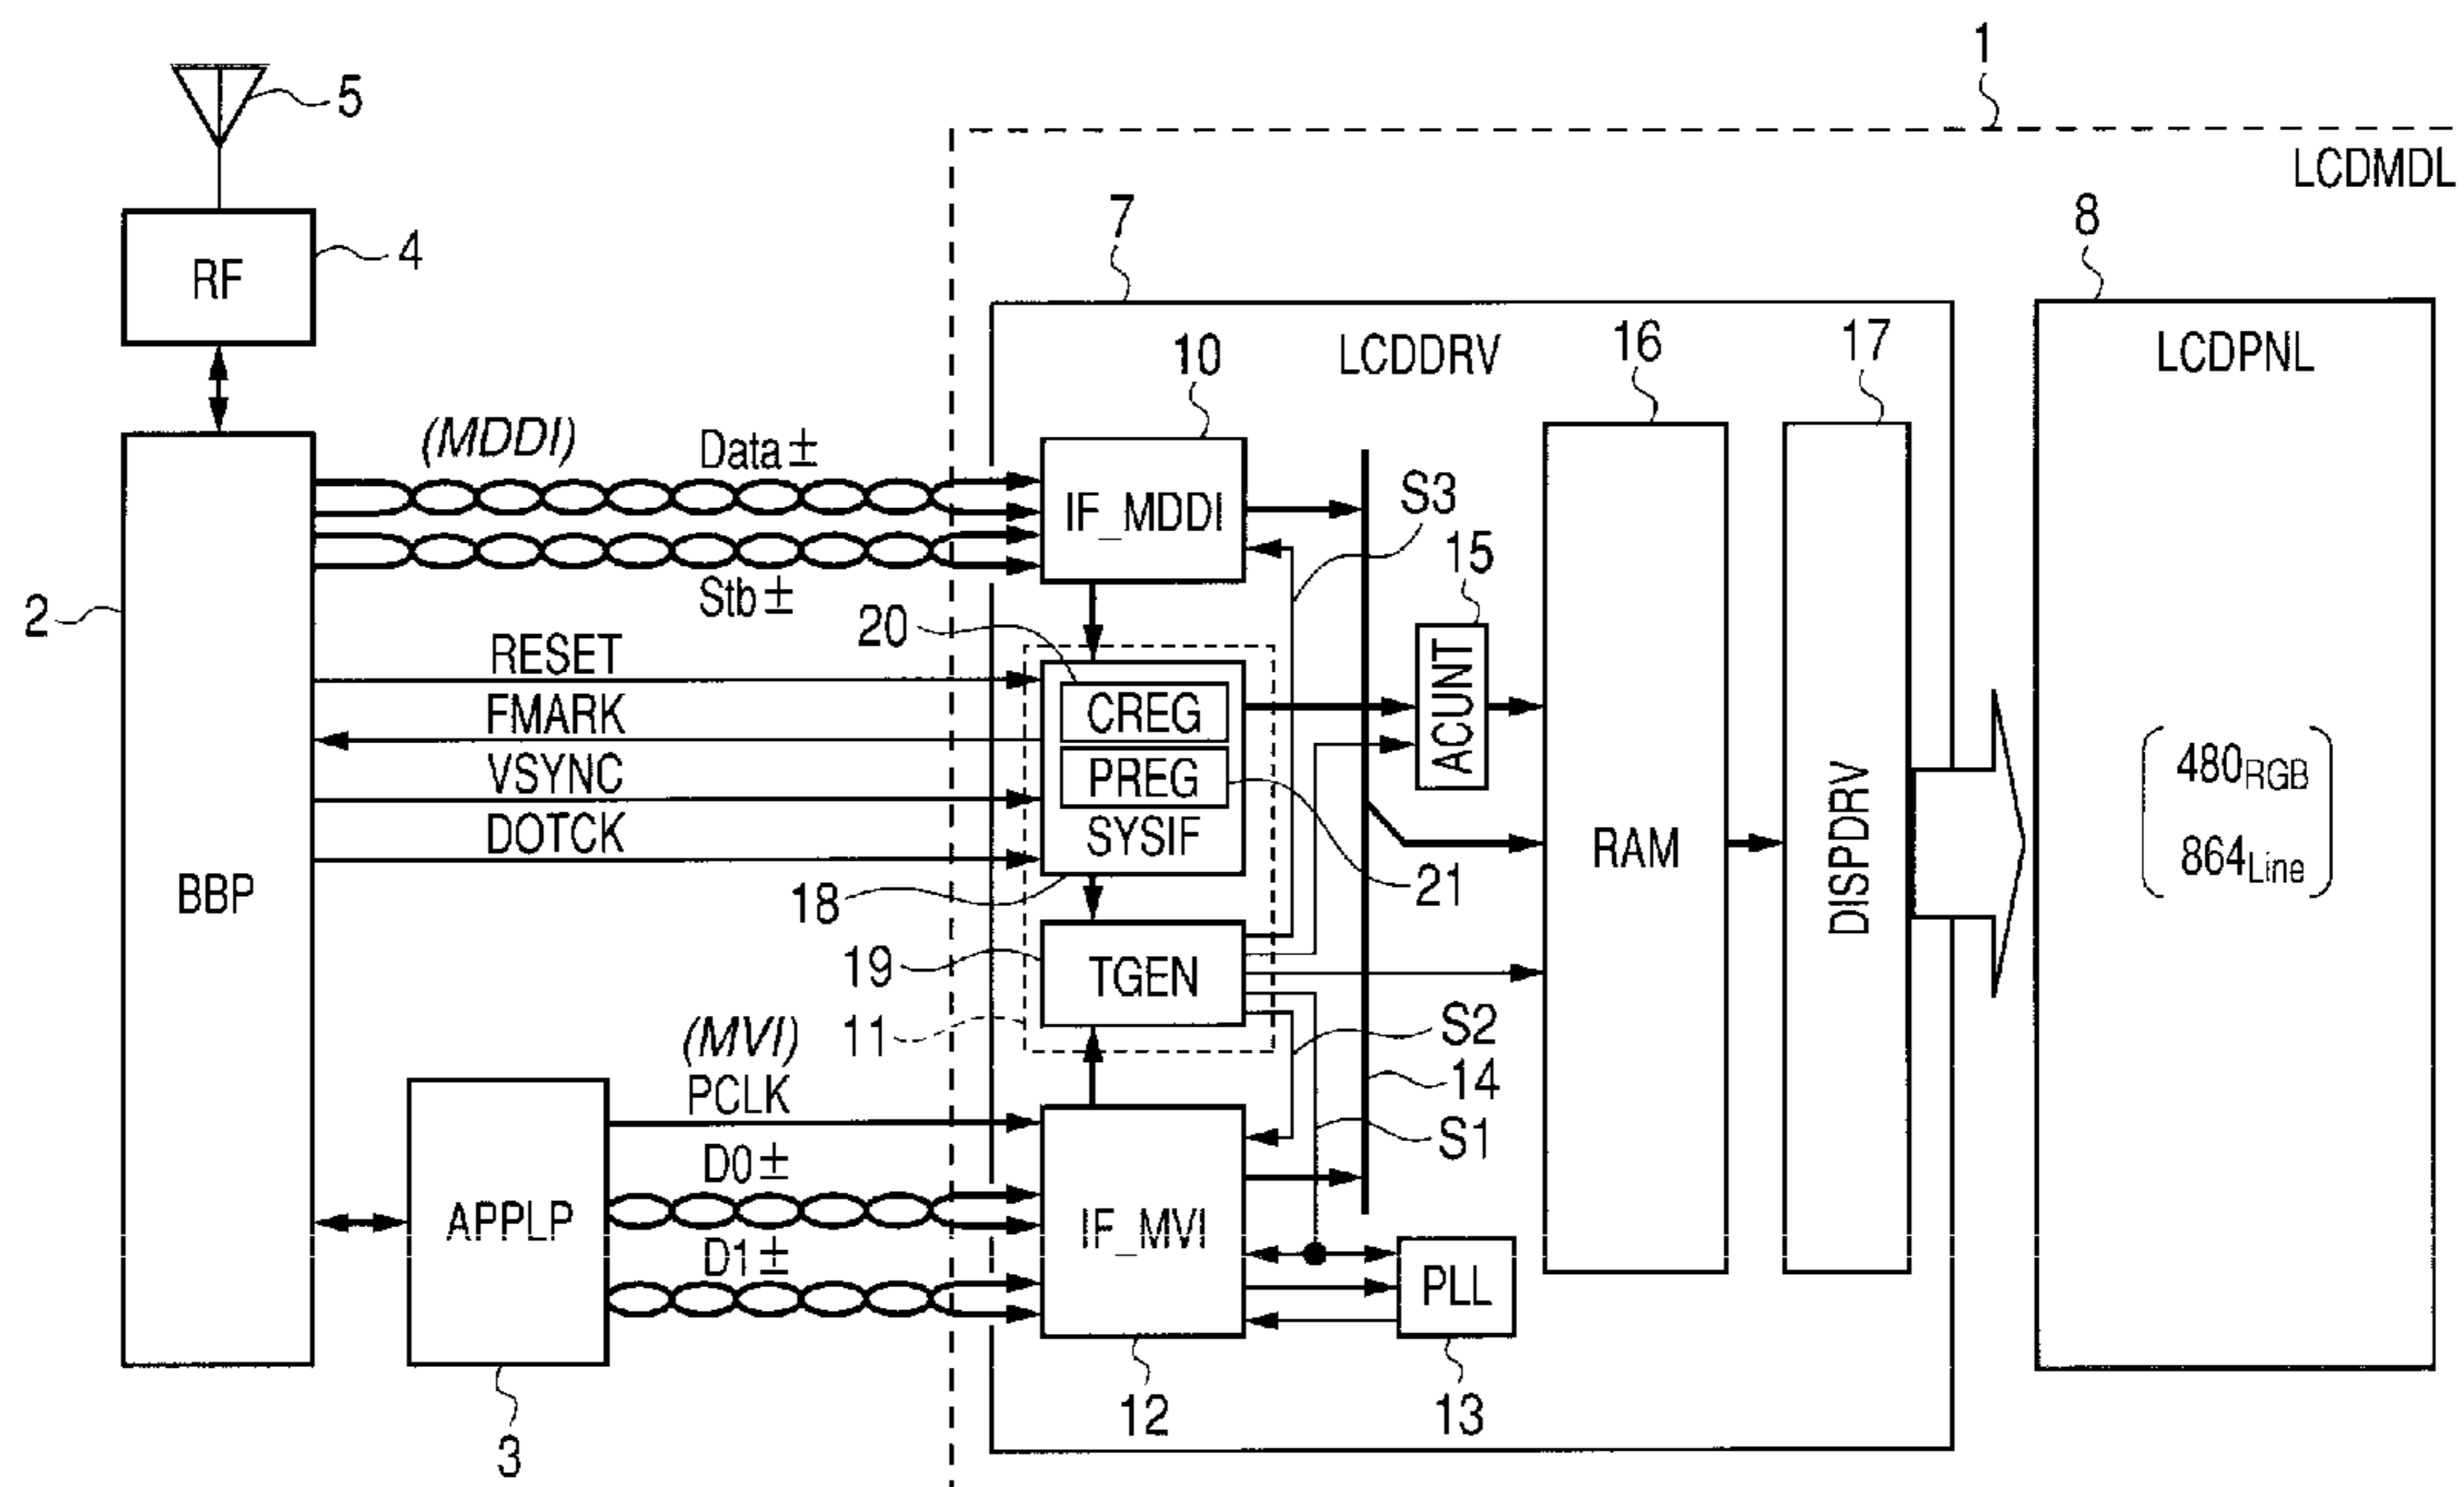 1
LCDMDL
5
RF
4
7
8
LCDDRV
LCDPNL
10
16
17
(MDDI)
Data±
Stb±
IF_MDDI
S3
15
2
20
RESET
FMARK
VSYNC
DOTCK
CREG
PREG
SYSIF
ACUNT
480RGB
864Line
BBP
18
21
RAM
DISPDRV
19
TGEN
11
S2
14
S1
(MVI)
PCLK
D0±
D1±
APPLP
IF_MVI
PLL
3
12
13